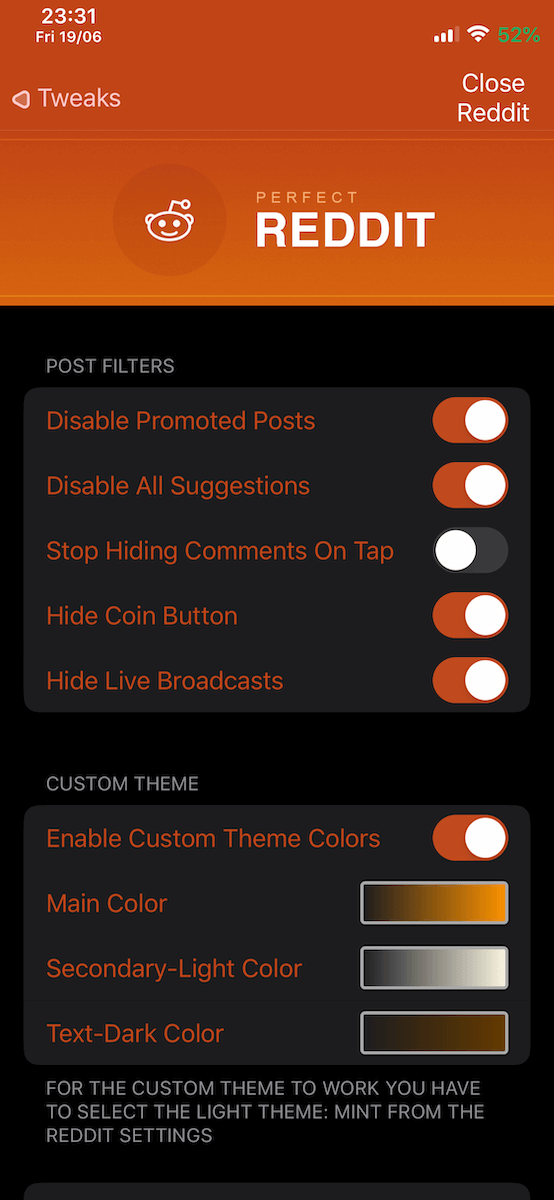 23:31
Fri 19/06
52%
Tweaks
Close
Reddit
PERFECT
REDDIT
POST FILTERS
Disable Promoted Posts
Disable All Suggestions
Stop Hiding Comments On Tap
Hide Coin Button
Hide Live Broadcasts
CUSTOM THEME
Enable Custom Theme Colors
Main Color
Secondary-Light Color
Text-Dark Color
FOR THE CUSTOM THEME TO WORK YOU HAVE
TO SELECT THE LIGHT THEME: MINT FROM THE
REDDIT SETTINGS